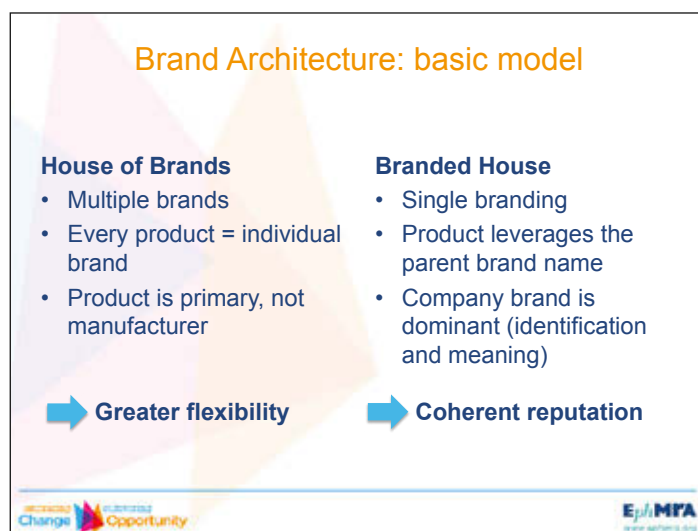 Brand Architecture: basic model
House of Brands
• Multiple brands
• Every product = individual
brand
• Product is primary, not
manufacturer
Greater flexibility
Branded House
• Single branding
• Product leverages the
parent brand name
• Company brand is
dominant (identification
and meaning)
Coherent reputation
Change Opportunity
EphMRA